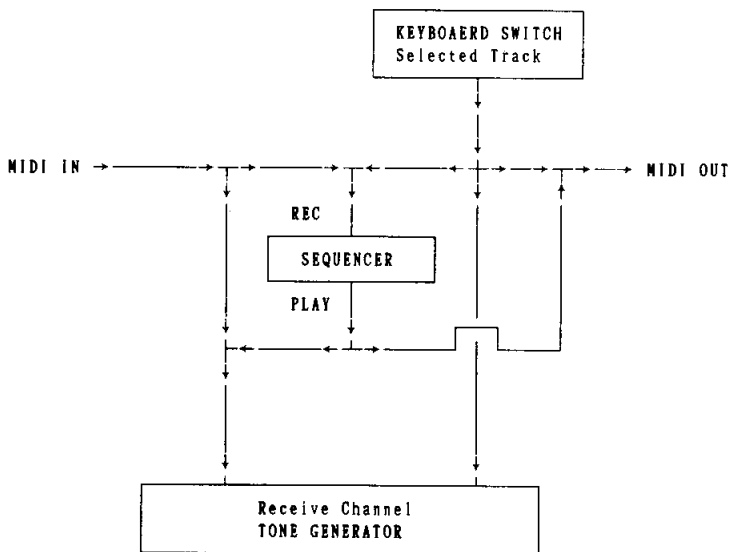 KEYBOAERD SWITCH
Selected Track
MIDI IN
MIDI OUT
REC
SEQUENCER
PLAY
Receive Channel
TONE GENERATOR